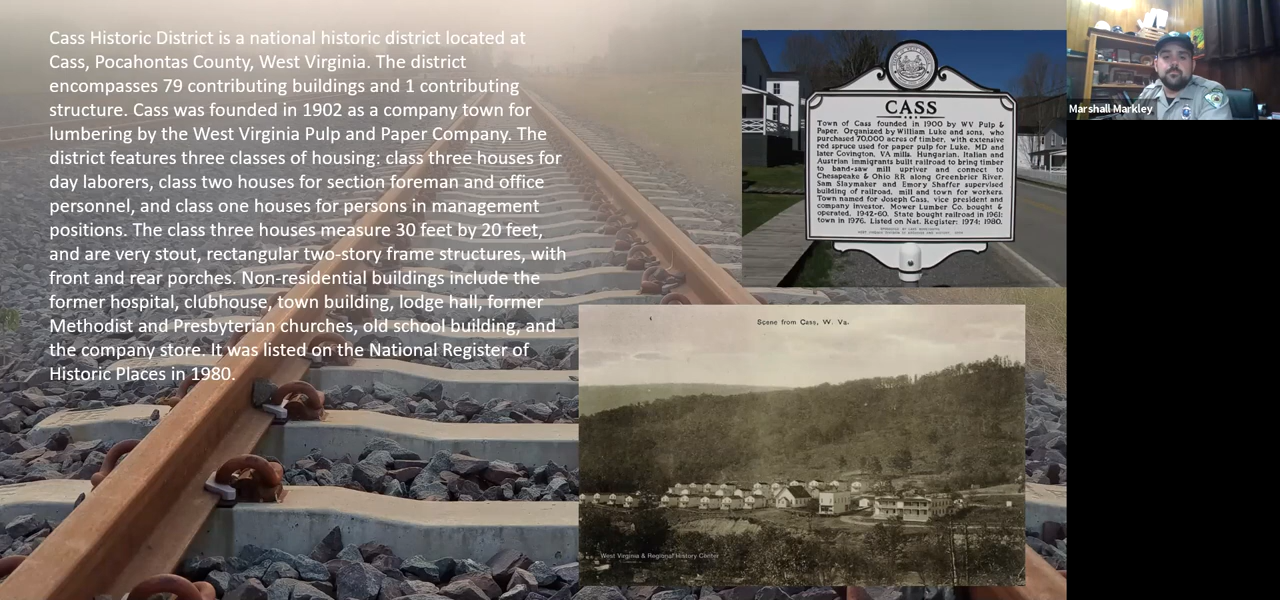 Cass Historic District is a national historic district located at
Cass, Pocahontas County, West Virginia. The district
encompasses 79 contributing buildings and 1 contributing
structure. Cass was founded in 1902 as a company town for
lumbering by the West Virginia Pulp and Paper Company. The
district features three classes of housing: class three houses for
day laborers, class two houses for section foreman and office
personnel, and class one houses for persons in management
positions. The class three houses measure 30 feet by 20 feet,
and are very stout, rectangular two-story frame structures, with
front and rear porches. Non-residential buildings include the
former hospital, clubhouse, town building, lodge hall, former
Methodist and Presbyterian churches, old school building, and
the company store. It was listed on the National Register of
Historic Places in 1980.
CASS
Town of Cass founded in 1900 by WV Pulp &
Paper. Organized by William Luke and sons, who
purchased 70,000 acres of timber, with extensive
red spruce used for paper pulp for Luke, MD and
later Covington, VA mills. Hungarian, Italian and
Austrian immigrants built railroad to bring timber
to band-saw mill upriver and connect to
Chesapeake & Ohio RR along Greenbrier River.
Sam Slaymaker and Emory Shaffer supervised
building of railroad, mill and town for workers.
Town named for Joseph Cass, vice president and
company investor. Mower Lumber Co. bought &
operated, 1942-60. State bought railroad in 1961;
town in 1976. Listed on Nat. Register: 1974; 1980.
Scene from Cass, W. Va.
West Virginia & Regional History Center
Marshall Markley